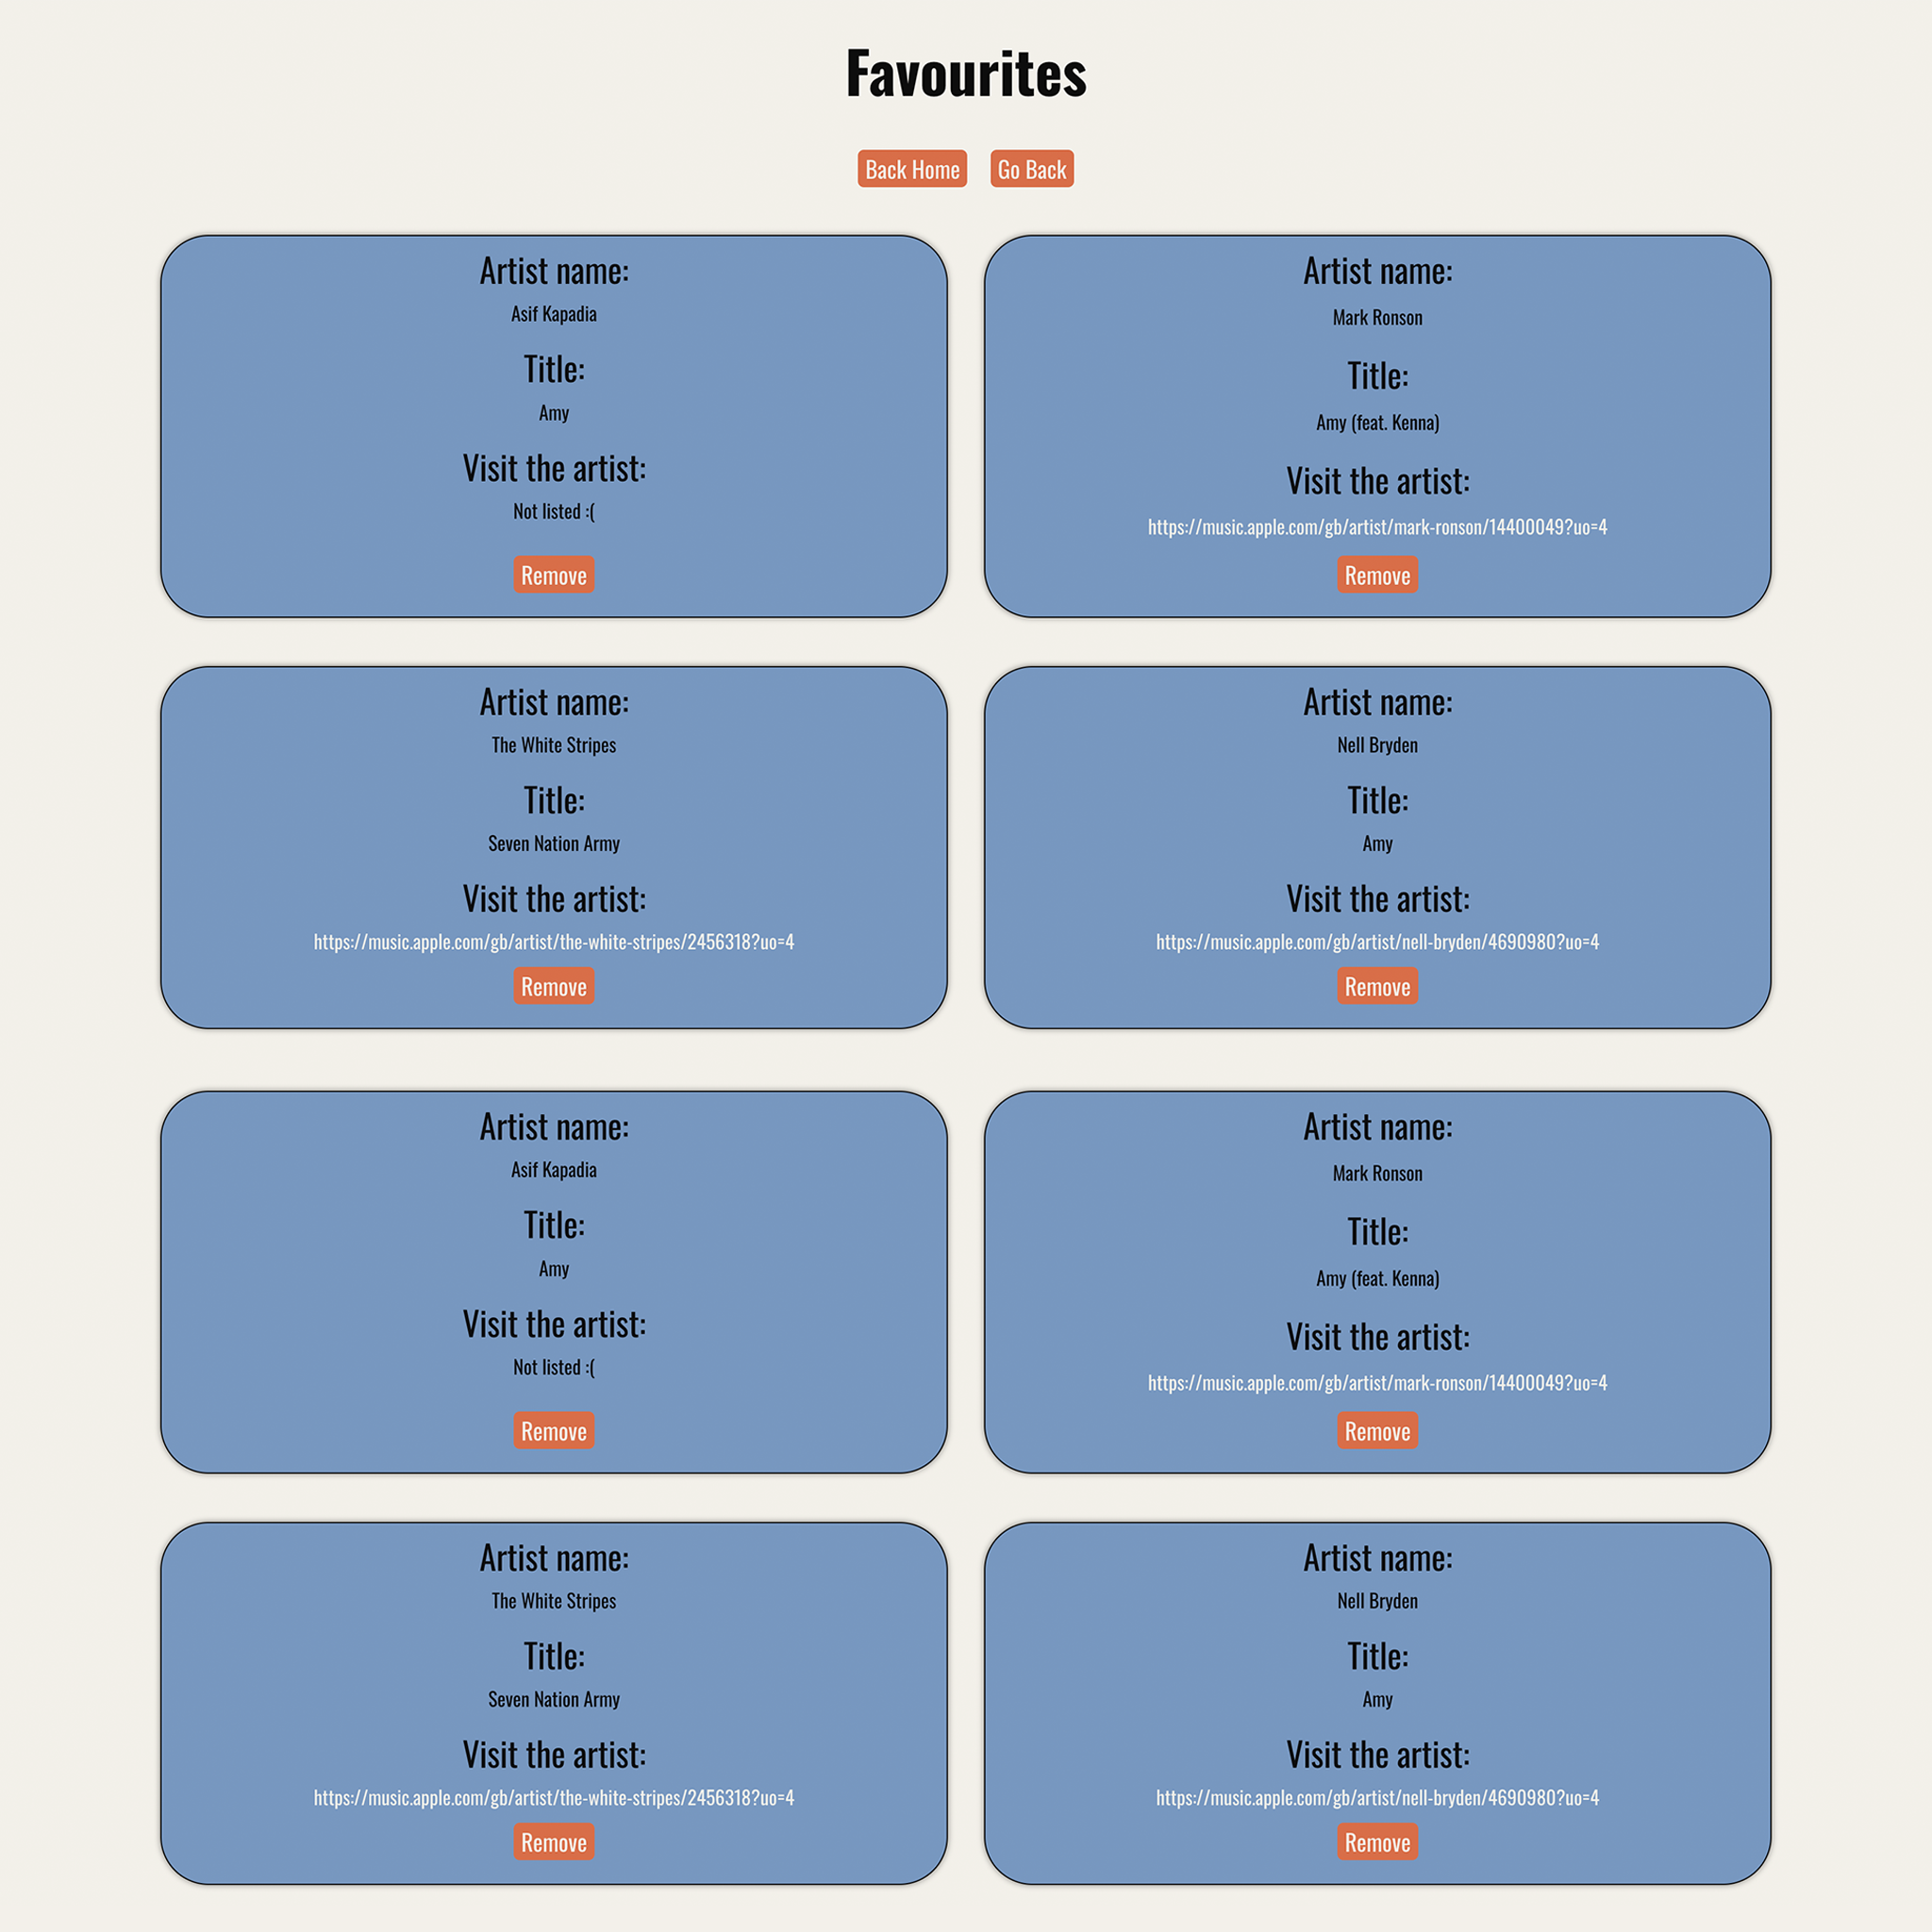 Favourites
Back Home Go Back
Artist name:
Asif Kapadia
Title:
Amy
Visit the artist:
Not listed :(
Remove
Artist name:
Mark Ronson
Title:
Amy (feat. Kenna)
Visit the artist:
https://music.apple.com/gb/artist/mark-ronson/14400049?uo=4
Remove
Artist name:
The White Stripes
Title:
Seven Nation Army
Visit the artist:
https://music.apple.com/gb/artist/the-white-stripes/2456318?uo=4
Remove
Artist name:
Nell Bryden
Title:
Amy
Visit the artist:
https://music.apple.com/gb/artist/nell-bryden/4690980?uo=4
Remove
Artist name:
Asif Kapadia
Title:
Amy
Visit the artist:
Not listed :(
Remove
Artist name:
Mark Ronson
Title:
Amy (feat. Kenna)
Visit the artist:
https://music.apple.com/gb/artist/mark-ronson/14400049?uo=4
Remove
Artist name:
The White Stripes
Title:
Seven Nation Army
Visit the artist:
https://music.apple.com/gb/artist/the-white-stripes/2456318?uo=4
Remove
Artist name:
Nell Bryden
Title:
Amy
Visit the artist:
https://music.apple.com/gb/artist/nell-bryden/4690980?uo=4
Remove